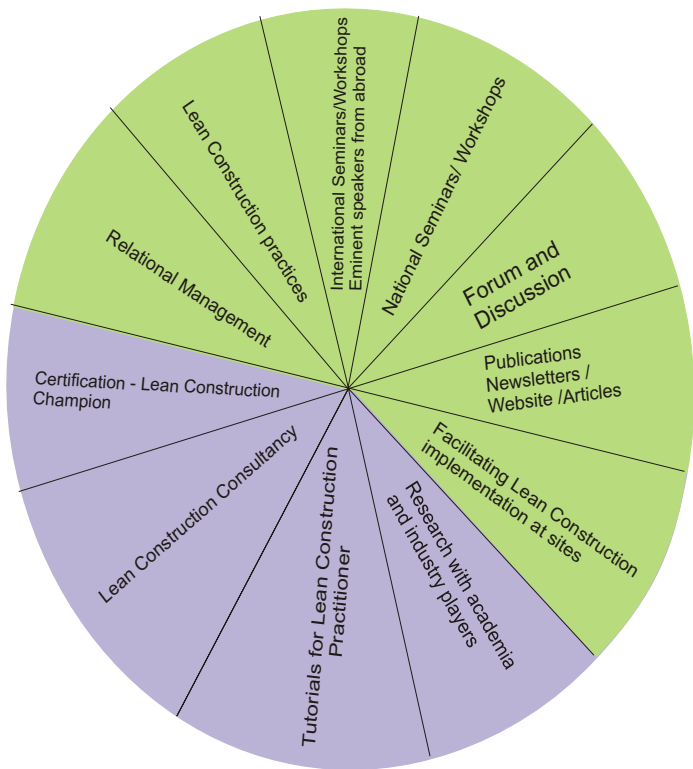 International Seminars/Workshops
Eminent speakers from abroad
National Seminars/ Workshops
Forum and
Discussion
Publications
Newsletters /
Website /Articles
Facilitating Lean Construction
implementation at sites
Research with academia
and industry players
Tutorials for Lean Construction
Practitioner
Lean Construction Consultancy
Certification - Lean Construction
Champion
Relational Management
Lean Construction practices